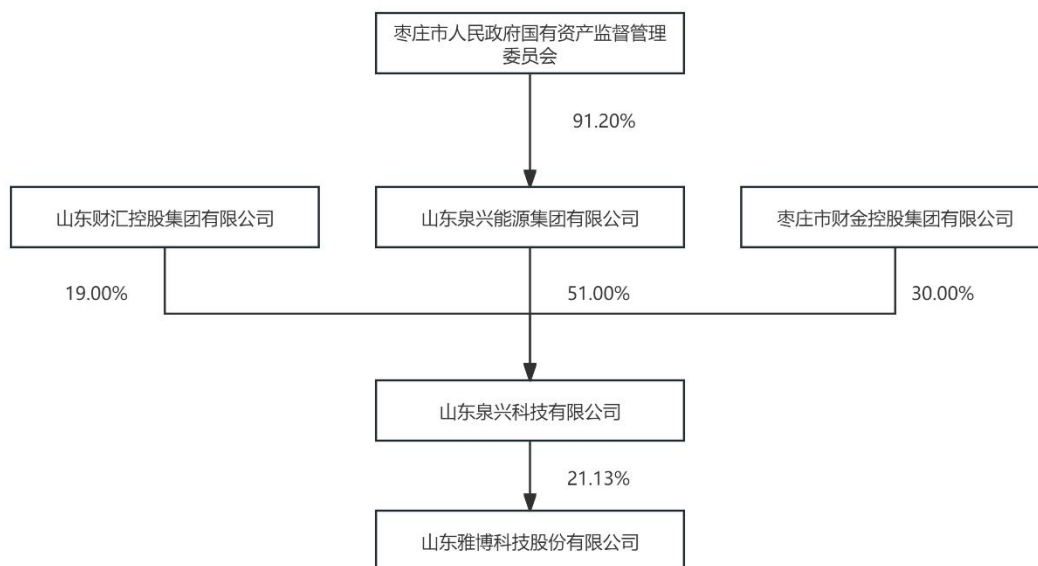 枣庄市人民政府国有资产监督管理
委员会
91.20%
山东财汇控股集团有限公司
山东泉兴能源集团有限公司
枣庄市财金控股集团有限公司
19.00%
51.00%
30.00%
山东泉兴科技有限公司
21.13%
山东雅博科技股份有限公司